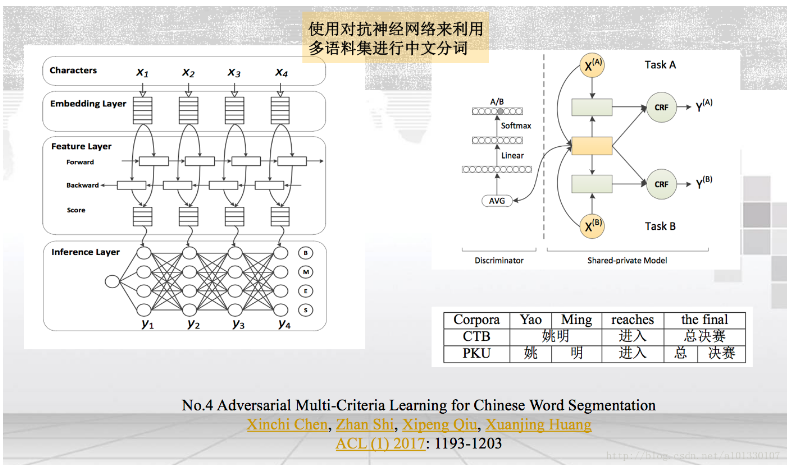 使用对抗神经网络来利用
多语料集进行中文分词
Characters
x1 x2 x3 x4
Embedding Layer
Feature Layer
Forward
Backward
Score
Inference Layer
B
M
E
S
y1 y2 y3 y4
X(A) Task A
A/B
Softmax
CRF Y(A)
Linear
AVG
CRF Y(B)
X(B) Task B
Discriminator Shared-private Model
Corpora Yao Ming reaches the final
CTB 姚明 进入 总决赛
PKU 姚 明 进入 总 决赛
No.4 Adversarial Multi-Criteria Learning for Chinese Word Segmentation
Xinchi Chen, Zhan Shi, Xipeng Qiu, Xuanjing Huang
ACL (1) 2017: 1193-1203